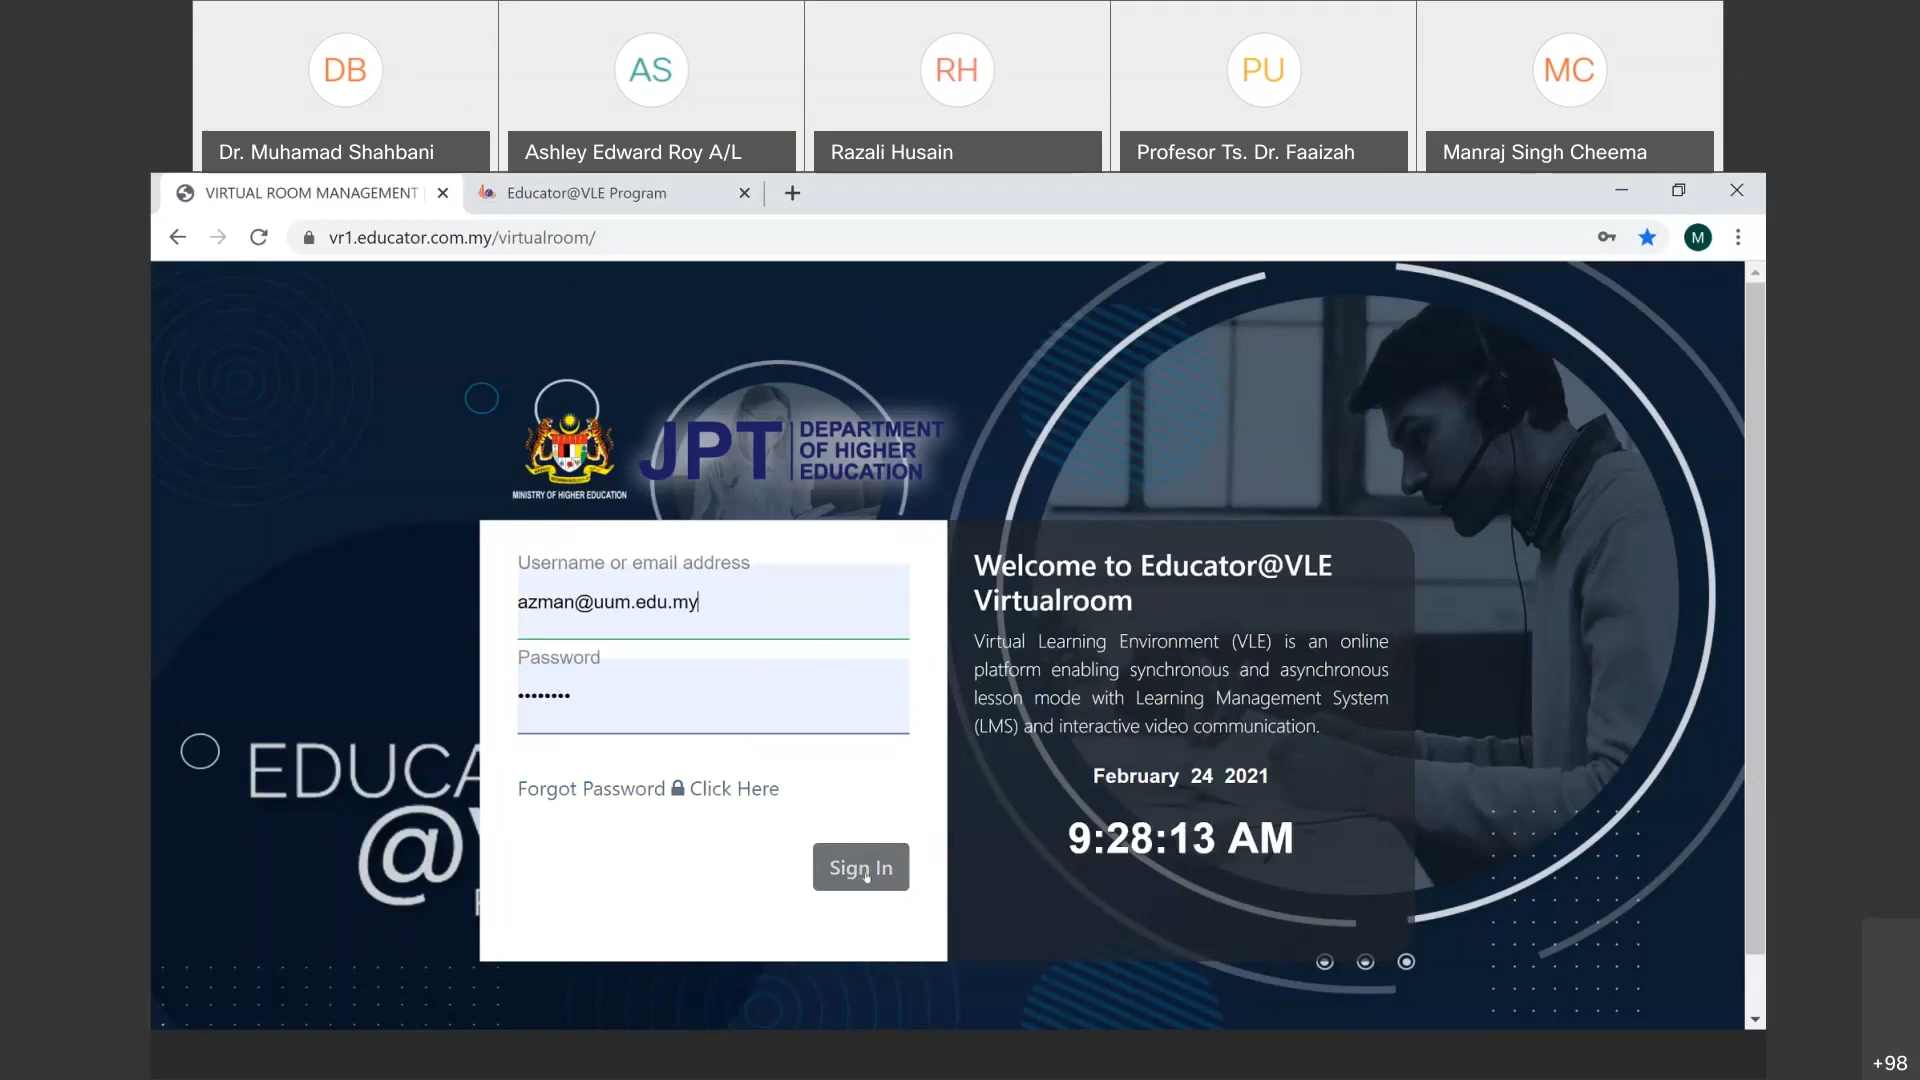 DB
AS
RH
PU
MC
Dr. Muhamad Shahbani
Ashley Edward Roy A/L
Razali Husain
Profesor Ts. Dr. Faaizah
Manraj Singh Cheema
VIRTUAL ROOM MANAGEMENT
Educator@VLE Program
vr1.educator.com.my/virtualroom/
M
MINISTRY OF HIGHER EDUCATION
JPT
DEPARTMENT
OF HIGHER
EDUCATION
Username or email address
azman@uum.edu.my
Password
••••••••
Forgot Password Click Here
Sign In
Welcome to Educator@VLE
Virtualroom
Virtual Learning Environment (VLE) is an online
platform enabling synchronous and asynchronous
lesson mode with Learning Management System
(LMS) and interactive video communication.
February 24 2021
9:28:13 AM
EDUCA
@
+98